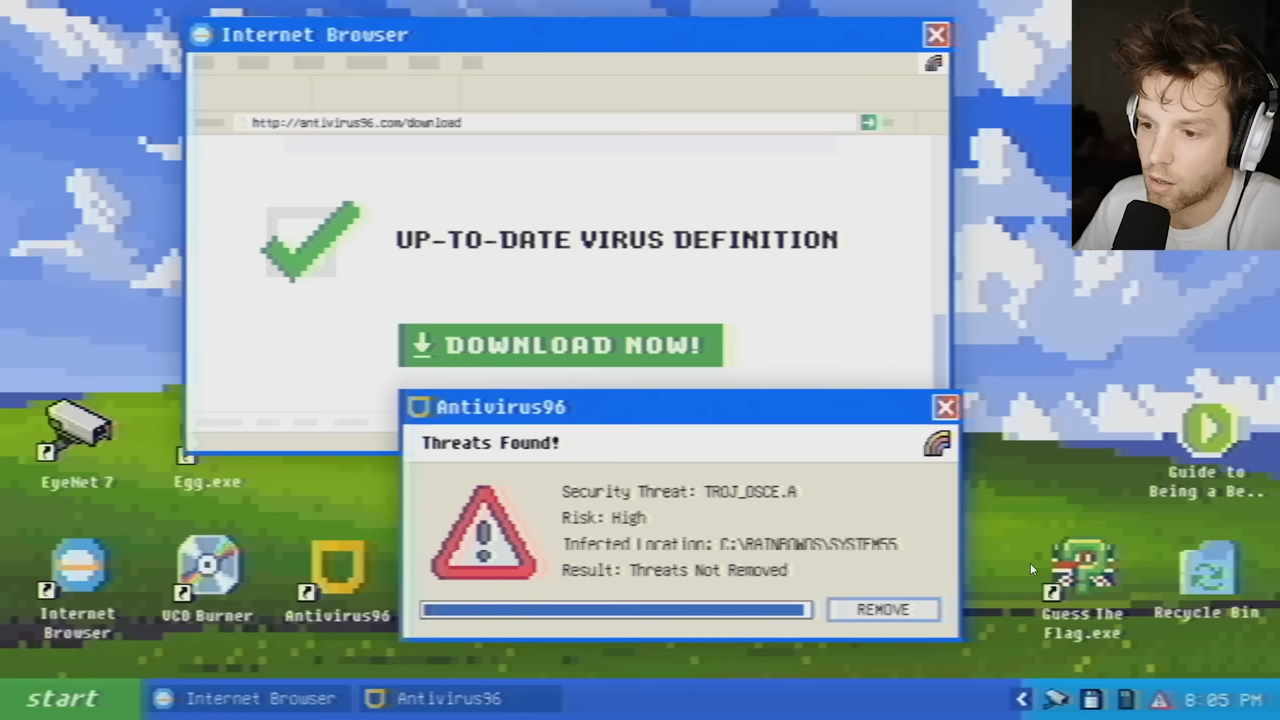 Internet Browser
http://antivirus96.com/download
UP-TO-DATE VIRUS DEFINITION
DOWNLOAD NOW!
Antivirus96
Threats Found!
Security Threat: TROJ_OSCE.A
Risk: High
Infected Location: C:\RAINBOWOS\SYSTEM55
Result: Threats Not Removed
REMOVE
EyeNet 7
Egg.exe
Guide to
Being a Be..
Internet
Browser
VCD Burner
Antivirus96
Guess The
Flag.exe
Recycle Bin
start
Internet Browser
Antivirus96
8:05 PM